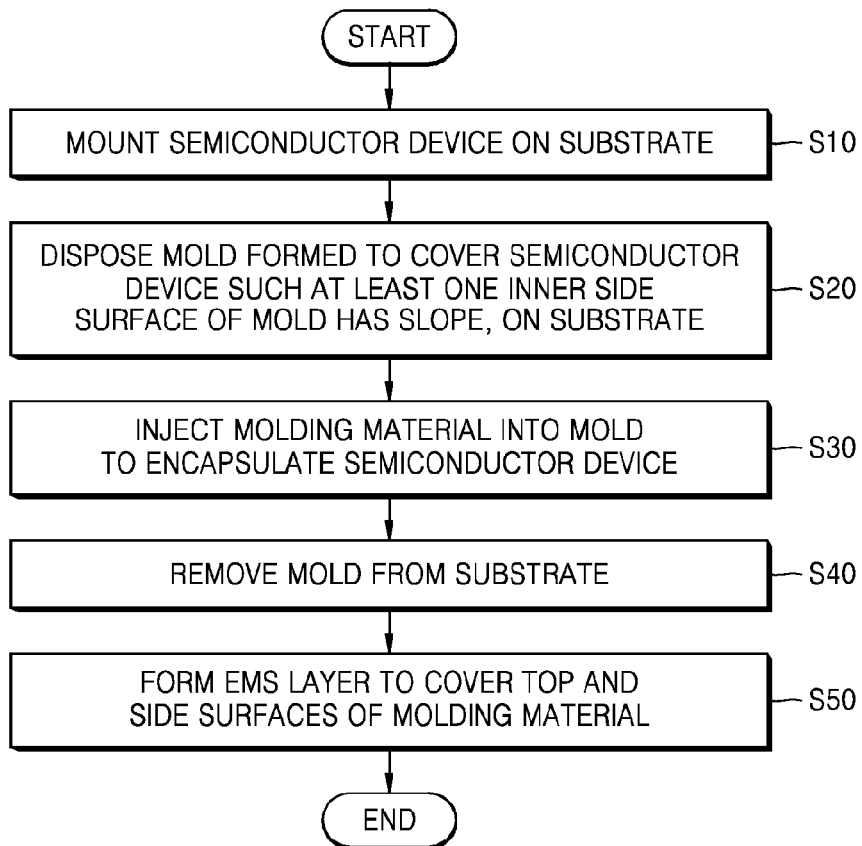 START
MOUNT SEMICONDUCTOR DEVICE ON SUBSTRATE
S10
DISPOSE MOLD FORMED TO COVER SEMICONDUCTOR
DEVICE SUCH AT LEAST ONE INNER SIDE
SURFACE OF MOLD HAS SLOPE, ON SUBSTRATE
S20
INJECT MOLDING MATERIAL INTO MOLD
TO ENCAPSULATE SEMICONDUCTOR DEVICE
S30
REMOVE MOLD FROM SUBSTRATE
S40
FORM EMS LAYER TO COVER TOP AND
SIDE SURFACES OF MOLDING MATERIAL
S50
END